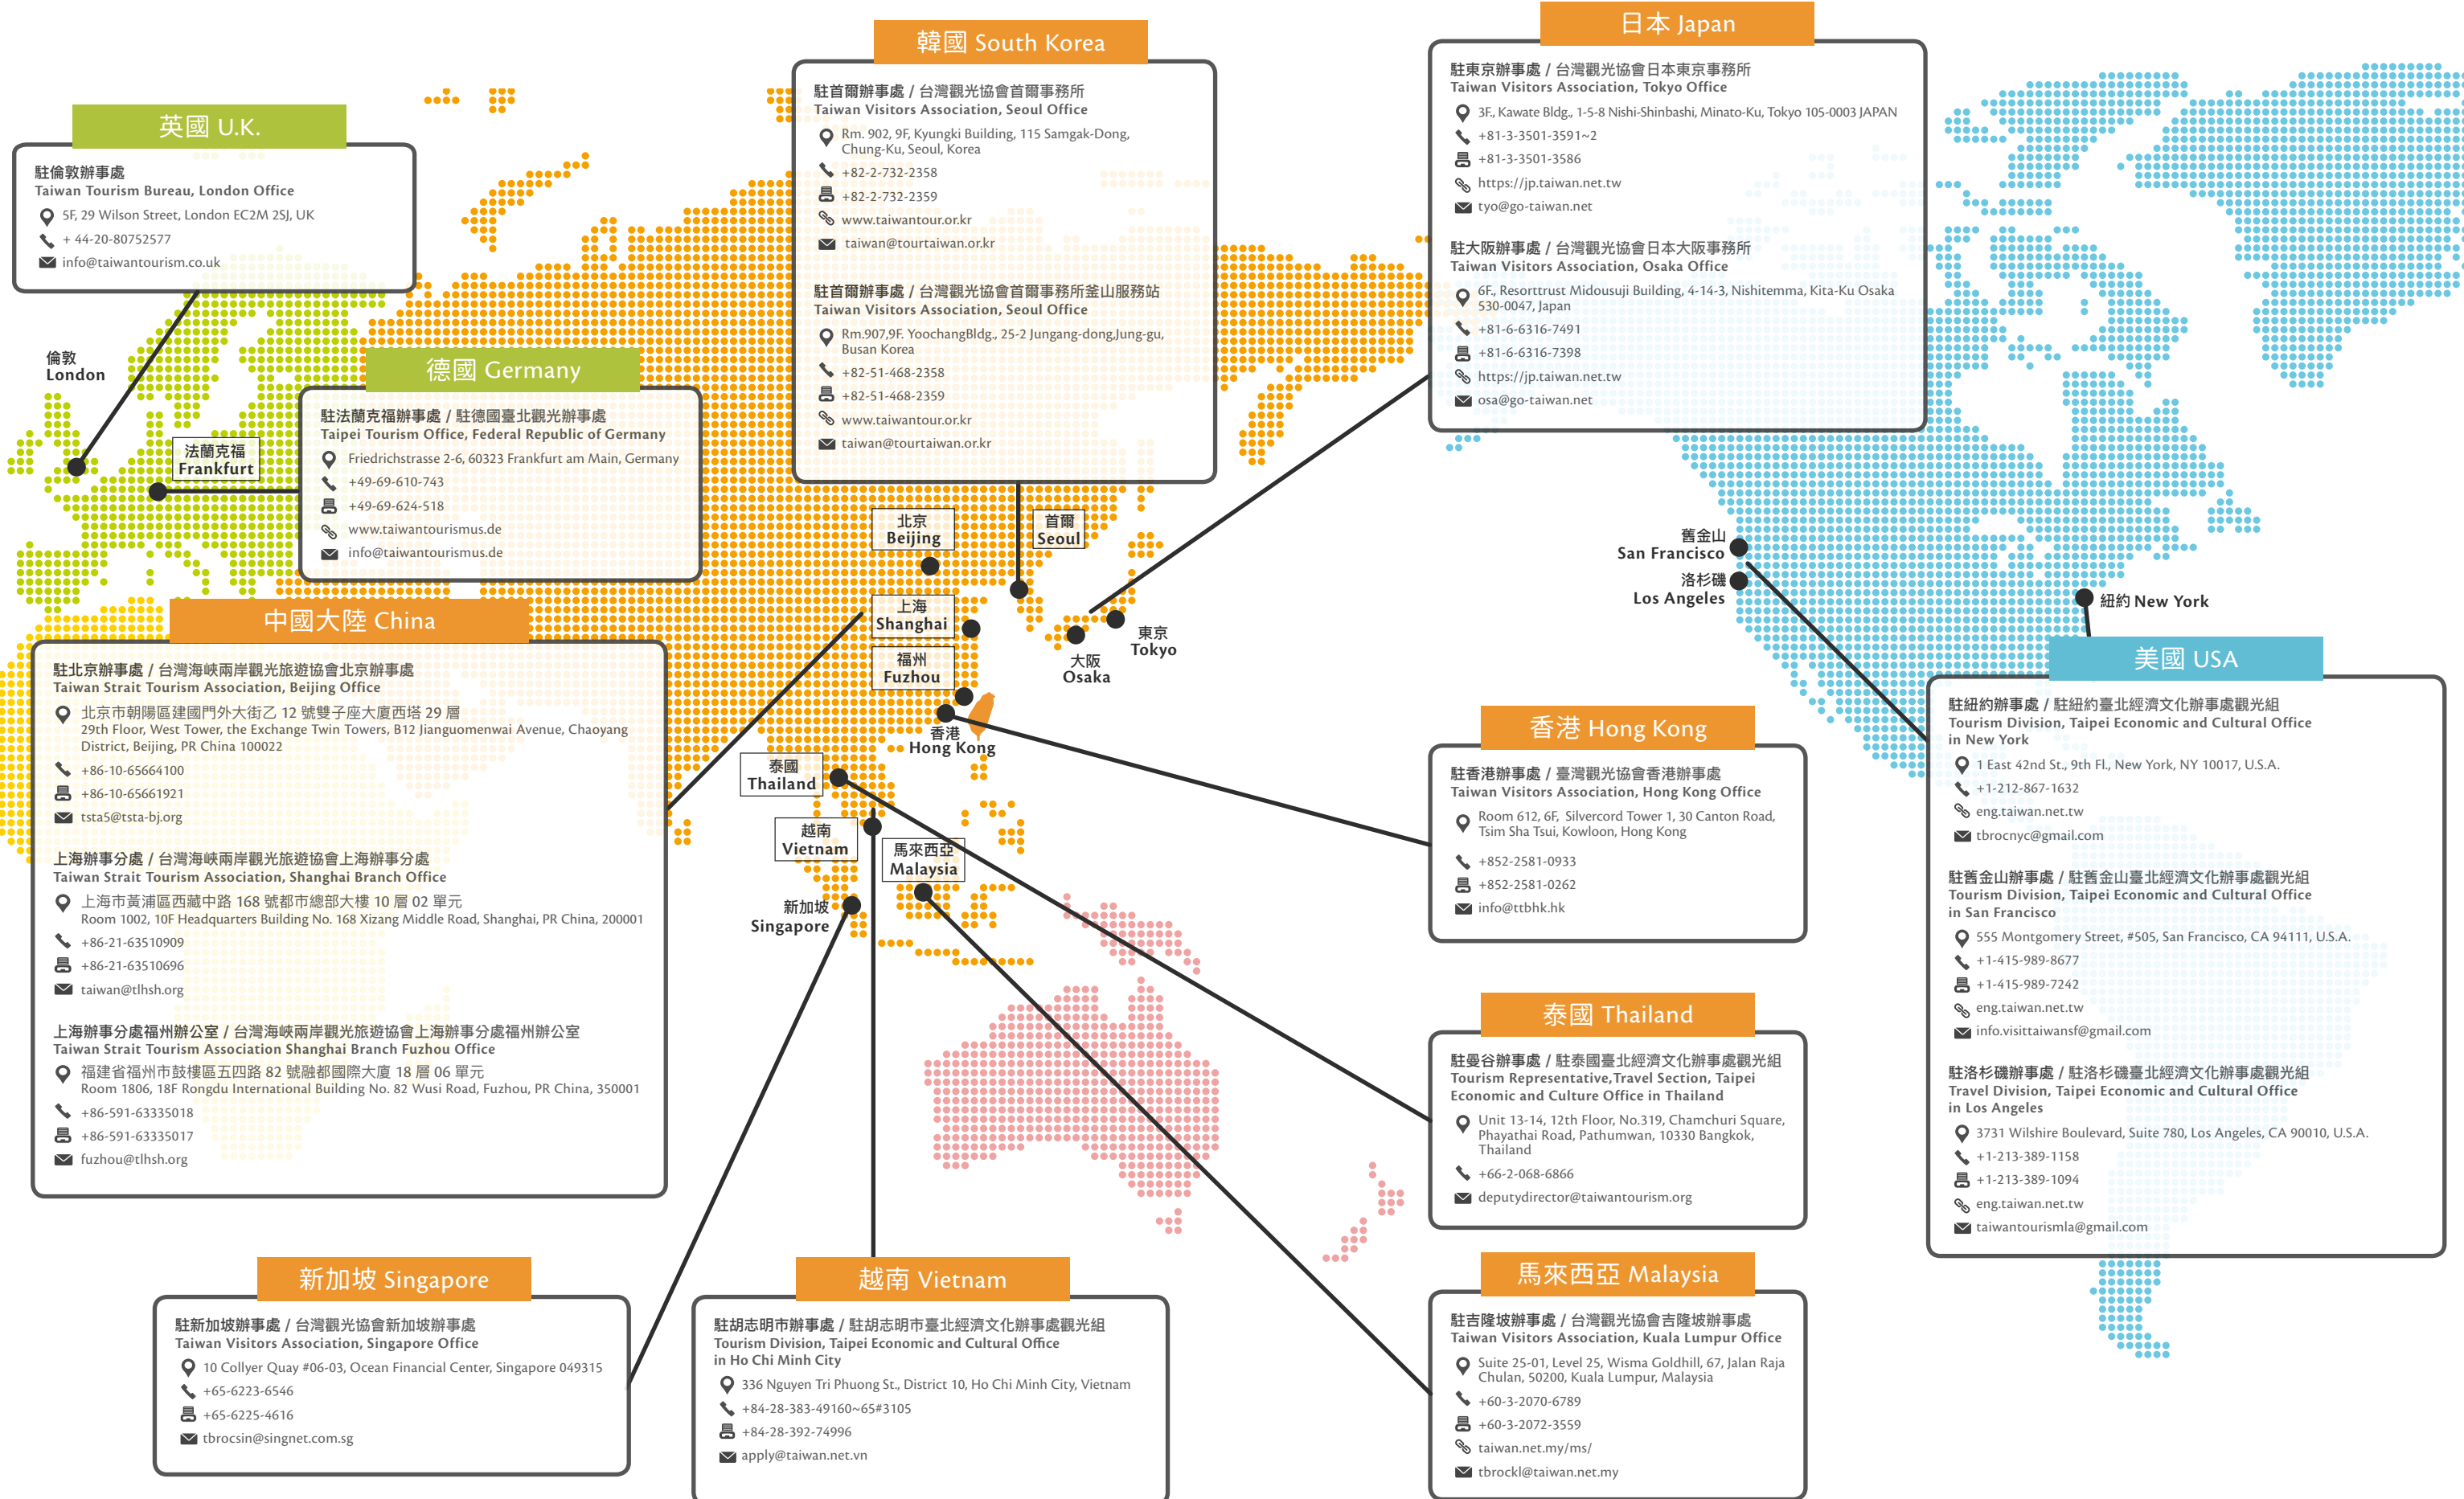 英國 U.K.
駐倫敦辦事處
Taiwan Tourism Bureau, London Office
5F, 29 Wilson Street, London EC2M 2SJ, UK
+ 44-20-80752577
info@taiwantourism.co.uk
韓國 South Korea
駐首爾辦事處 / 台灣觀光協會首爾事務所
Taiwan Visitors Association, Seoul Office
Rm. 902, 9F, Kyungki Building, 115 Samgak-Dong,
Chung-Ku, Seoul, Korea
+82-2-732-2358
+82-2-732-2359
www.taiwantour.or.kr
taiwan@tourtaiwan.or.kr
駐首爾辦事處 / 台灣觀光協會首爾事務所釜山服務站
Taiwan Visitors Association, Seoul Office
Rm.907,9F. YoochangBldg., 25-2 Jungang-dong,Jung-gu,
Busan Korea
+82-51-468-2358
+82-51-468-2359
www.taiwantour.or.kr
taiwan@tourtaiwan.or.kr
日本 Japan
駐東京辦事處 / 台灣觀光協會日本東京事務所
Taiwan Visitors Association, Tokyo Office
3F., Kawate Bldg., 1-5-8 Nishi-Shinbashi, Minato-Ku, Tokyo 105-0003 JAPAN
+81-3-3501-3591~2
+81-3-3501-3586
https://jp.taiwan.net.tw
tyo@go-taiwan.net
駐大阪辦事處 / 台灣觀光協會日本大阪事務所
Taiwan Visitors Association, Osaka Office
6F., Resorttrust Midousuji Building, 4-14-3, Nishitemma, Kita-Ku Osaka
530-0047, Japan
+81-6-6316-7491
+81-6-6316-7398
https://jp.taiwan.net.tw
osa@go-taiwan.net
倫敦
London
法蘭克福
Frankfurt
德國 Germany
駐法蘭克福辦事處 / 駐德國臺北觀光辦事處
Taipei Tourism Office, Federal Republic of Germany
Friedrichstrasse 2-6, 60323 Frankfurt am Main, Germany
+49-69-610-743
+49-69-624-518
www.taiwantourismus.de
info@taiwantourismus.de
北京
Beijing
首爾
Seoul
上海
Shanghai
福州
Fuzhou
東京
Tokyo
大阪
Osaka
香港
Hong Kong
泰國
Thailand
越南
Vietnam
馬來西亞
Malaysia
新加坡
Singapore
舊金山
San Francisco
洛杉磯
Los Angeles
紐約 New York
中國大陸 China
駐北京辦事處 / 台灣海峽兩岸觀光旅遊協會北京辦事處
Taiwan Strait Tourism Association, Beijing Office
北京市朝陽區建國門外大街乙 12 號雙子座大廈西塔 29 層
29th Floor, West Tower, the Exchange Twin Towers, B12 Jianguomenwai Avenue, Chaoyang
District, Beijing, PR China 100022
+86-10-65664100
+86-10-65661921
tsta5@tsta-bj.org
上海辦事分處 / 台灣海峽兩岸觀光旅遊協會上海辦事分處
Taiwan Strait Tourism Association, Shanghai Branch Office
上海市黃浦區西藏中路 168 號都市總部大樓 10 層 02 單元
Room 1002, 10F Headquarters Building No. 168 Xizang Middle Road, Shanghai, PR China, 200001
+86-21-63510909
+86-21-63510696
taiwan@tlhsh.org
上海辦事分處福州辦公室 / 台灣海峽兩岸觀光旅遊協會上海辦事分處福州辦公室
Taiwan Strait Tourism Association Shanghai Branch Fuzhou Office
福建省福州市鼓樓區五四路 82 號融都國際大廈 18 層 06 單元
Room 1806, 18F Rongdu International Building No. 82 Wusi Road, Fuzhou, PR China, 350001
+86-591-63335018
+86-591-63335017
fuzhou@tlhsh.org
香港 Hong Kong
駐香港辦事處 / 臺灣觀光協會香港辦事處
Taiwan Visitors Association, Hong Kong Office
Room 612, 6F, Silvercord Tower 1, 30 Canton Road,
Tsim Sha Tsui, Kowloon, Hong Kong
+852-2581-0933
+852-2581-0262
info@ttbhk.hk
美國 USA
駐紐約辦事處 / 駐紐約臺北經濟文化辦事處觀光組
Tourism Division, Taipei Economic and Cultural Office
in New York
1 East 42nd St., 9th Fl., New York, NY 10017, U.S.A.
+1-212-867-1632
eng.taiwan.net.tw
tbrocnyc@gmail.com
駐舊金山辦事處 / 駐舊金山臺北經濟文化辦事處觀光組
Tourism Division, Taipei Economic and Cultural Office
in San Francisco
555 Montgomery Street, #505, San Francisco, CA 94111, U.S.A.
+1-415-989-8677
+1-415-989-7242
eng.taiwan.net.tw
info.visittaiwansf@gmail.com
駐洛杉磯辦事處 / 駐洛杉磯臺北經濟文化辦事處觀光組
Travel Division, Taipei Economic and Cultural Office
in Los Angeles
3731 Wilshire Boulevard, Suite 780, Los Angeles, CA 90010, U.S.A.
+1-213-389-1158
+1-213-389-1094
eng.taiwan.net.tw
taiwantourismla@gmail.com
泰國 Thailand
駐曼谷辦事處 / 駐泰國臺北經濟文化辦事處觀光組
Tourism Representative,Travel Section, Taipei
Economic and Culture Office in Thailand
Unit 13-14, 12th Floor, No.319, Chamchuri Square,
Phayathai Road, Pathumwan, 10330 Bangkok,
Thailand
+66-2-068-6866
deputydirector@taiwantourism.org
新加坡 Singapore
駐新加坡辦事處 / 台灣觀光協會新加坡辦事處
Taiwan Visitors Association, Singapore Office
10 Collyer Quay #06-03, Ocean Financial Center, Singapore 049315
+65-6223-6546
+65-6225-4616
tbrocsin@singnet.com.sg
越南 Vietnam
駐胡志明市辦事處 / 駐胡志明市臺北經濟文化辦事處觀光組
Tourism Division, Taipei Economic and Cultural Office
in Ho Chi Minh City
336 Nguyen Tri Phuong St., District 10, Ho Chi Minh City, Vietnam
+84-28-383-49160~65#3105
+84-28-392-74996
apply@taiwan.net.vn
馬來西亞 Malaysia
駐吉隆坡辦事處 / 台灣觀光協會吉隆坡辦事處
Taiwan Visitors Association, Kuala Lumpur Office
Suite 25-01, Level 25, Wisma Goldhill, 67, Jalan Raja
Chulan, 50200, Kuala Lumpur, Malaysia
+60-3-2070-6789
+60-3-2072-3559
taiwan.net.my/ms/
tbrockl@taiwan.net.my